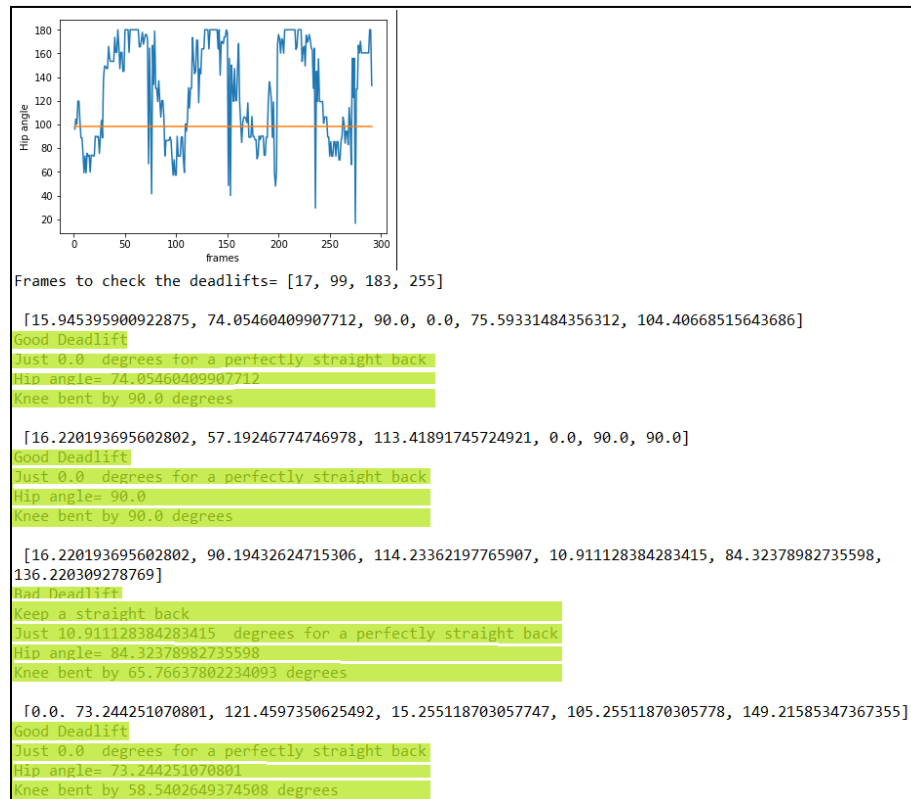 180
160
140
120
100
80
60
40
20
Hip angle
0 50 100 150 200 250 300
frames
Frames to check the deadlifts= [17, 99, 183, 255]
[15.945395900922875, 74.05460409907712, 90.0, 0.0, 75.59331484356312, 104.40668515643686]
Good Deadlift
Just 0.0 degrees for a perfectly straight back
Hip angle= 74.05460409907712
Knee bent by 90.0 degrees
[16.220193695602802, 57.19246774746978, 113.41891745724921, 0.0, 90.0, 90.0]
Good Deadlift
Just 0.0 degrees for a perfectly straight back
Hip angle= 90.0
Knee bent by 90.0 degrees
[16.220193695602802, 90.19432624715306, 114.23362197765907, 10.911128384283415, 84.32378982735598,
136.220309278769]
Bad Deadlift
Keep a straight back
Just 10.911128384283415 degrees for a perfectly straight back
Hip angle= 84.32378982735598
Knee bent by 65.76637802234093 degrees
[0.0. 73.244251070801, 121.4597350625492, 15.255118703057747, 105.25511870305778, 149.21585347367355]
Good Deadlift
Just 0.0 degrees for a perfectly straight back
Hip angle= 73.244251070801
Knee bent by 58.5402649374508 degrees